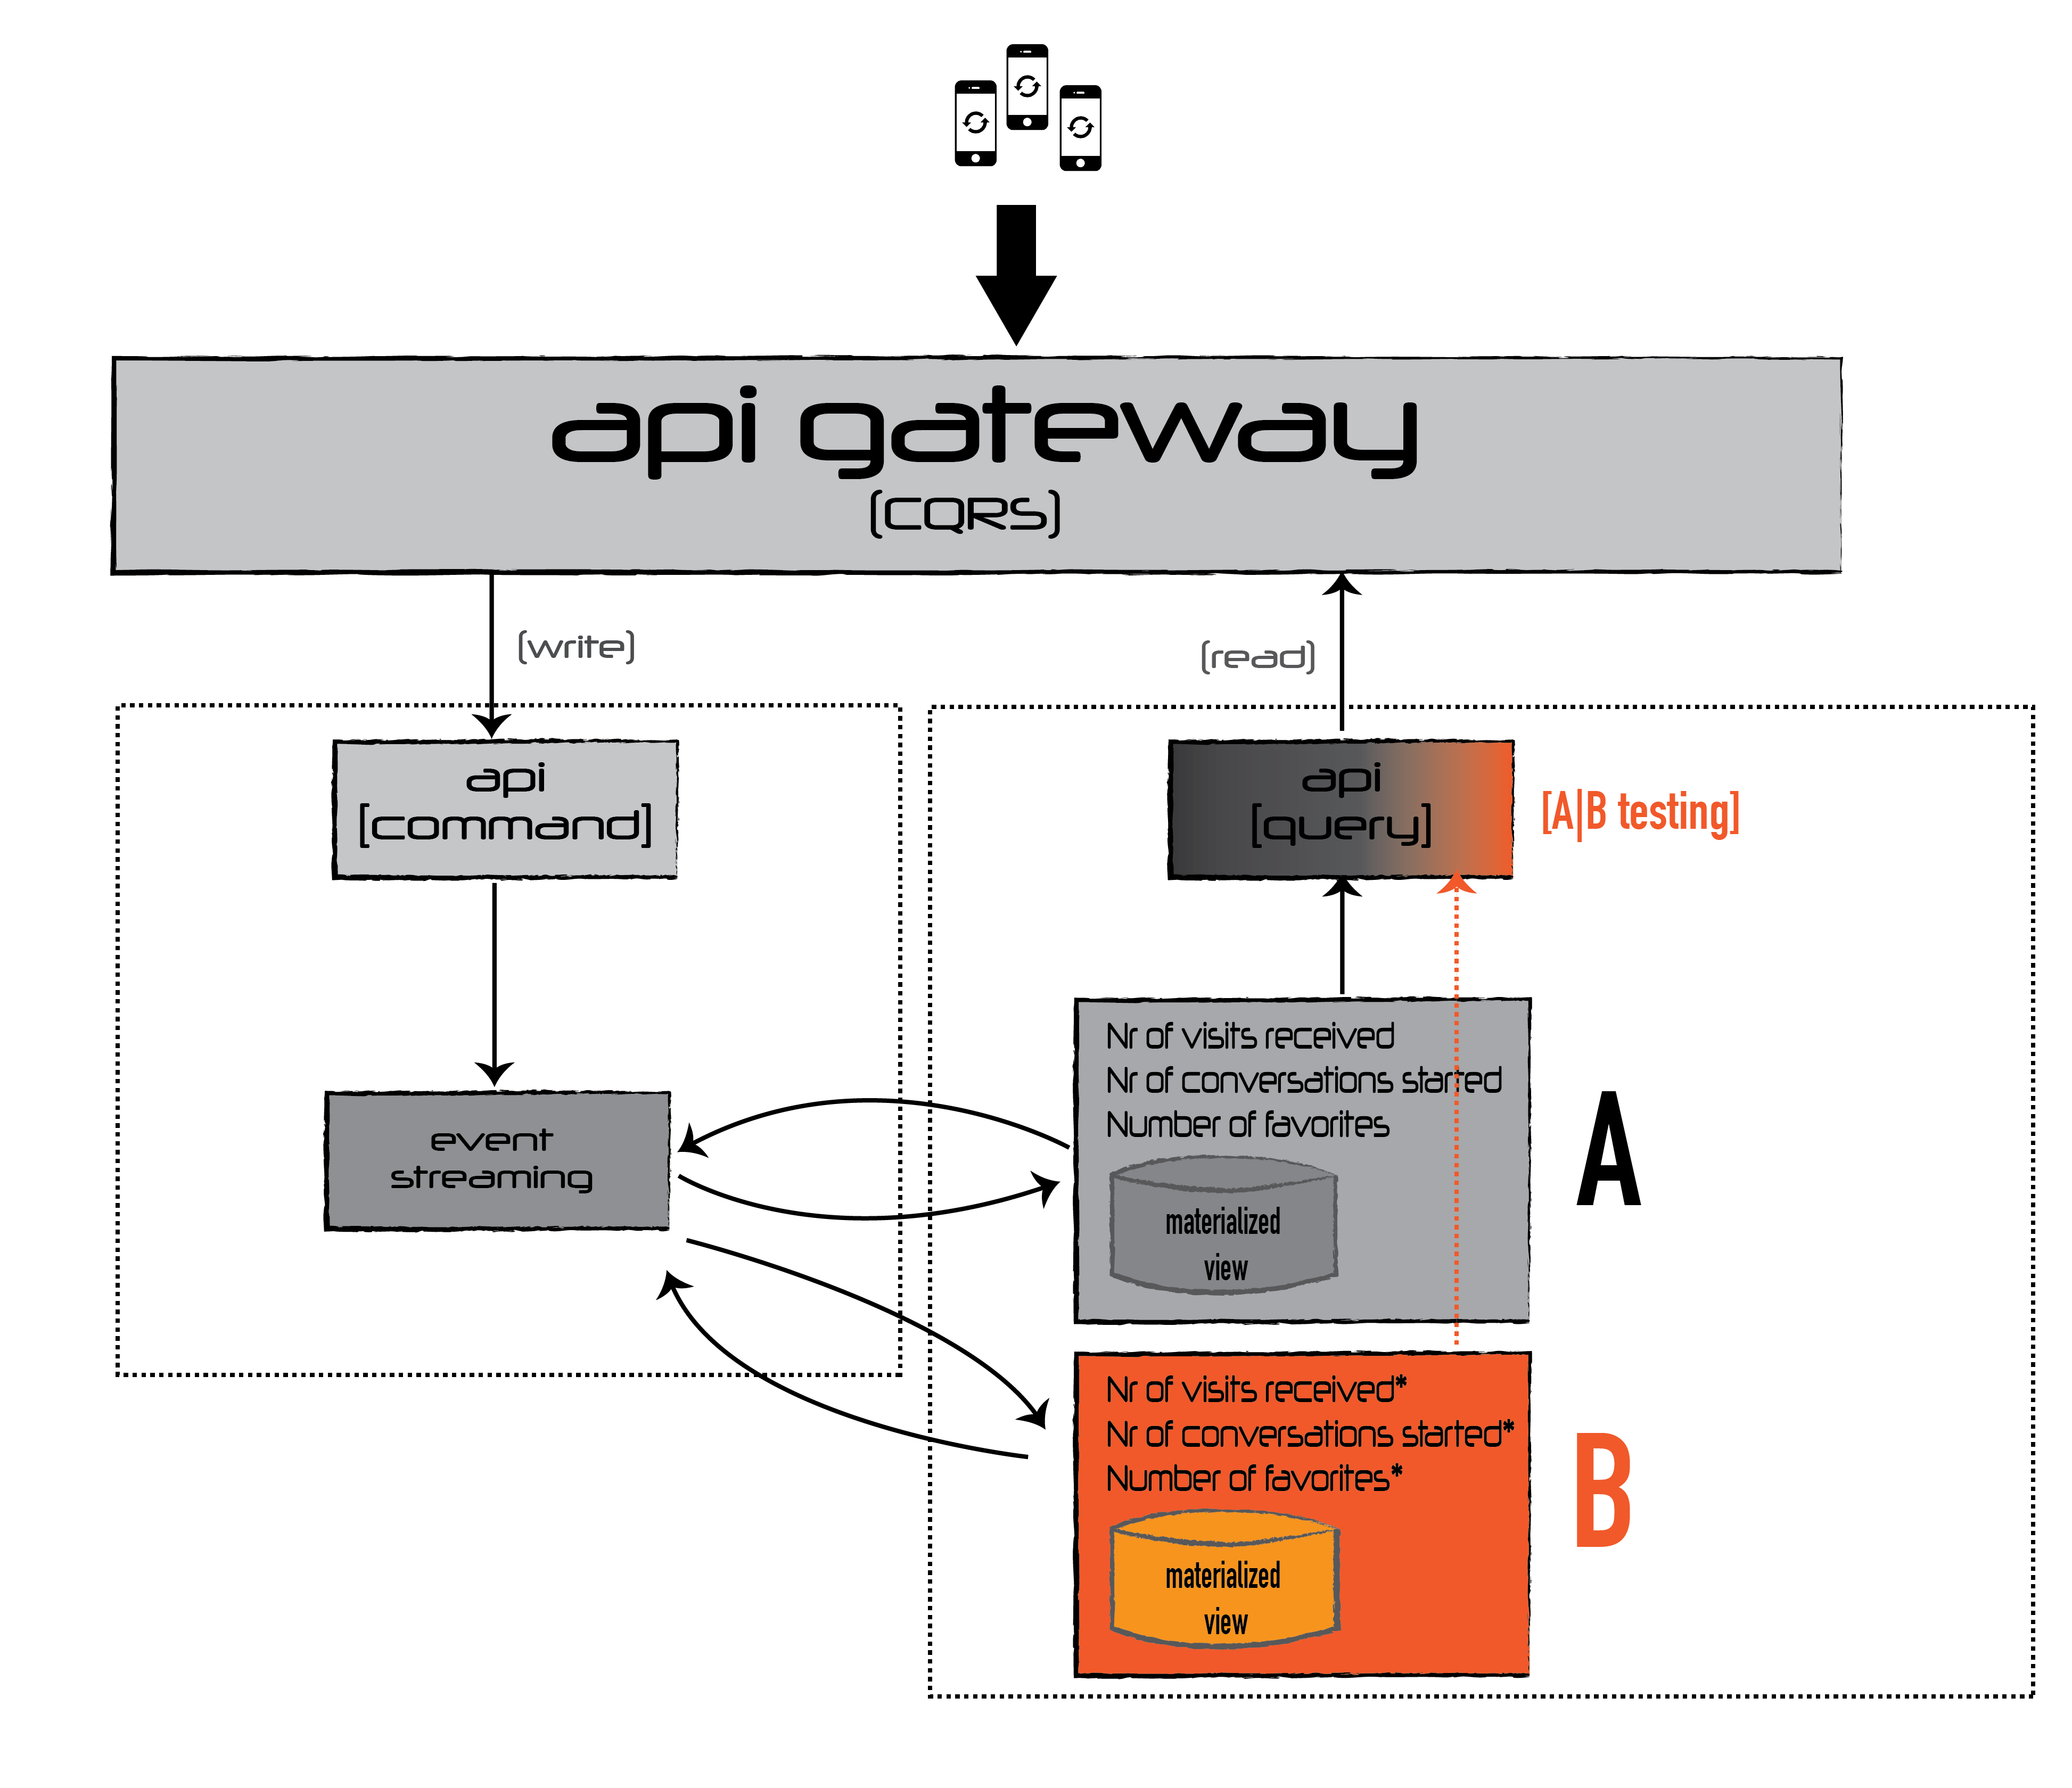 api gateway
(CQRS)
(write)
(read)
api
[command]
api
[query]
[A|B testing]
event
streaming
Nr of visits received
Nr of conversations started
Number of favorites
materialized
view
A
Nr of visits received*
Nr of conversations started*
Number of favorites*
materialized
view
B